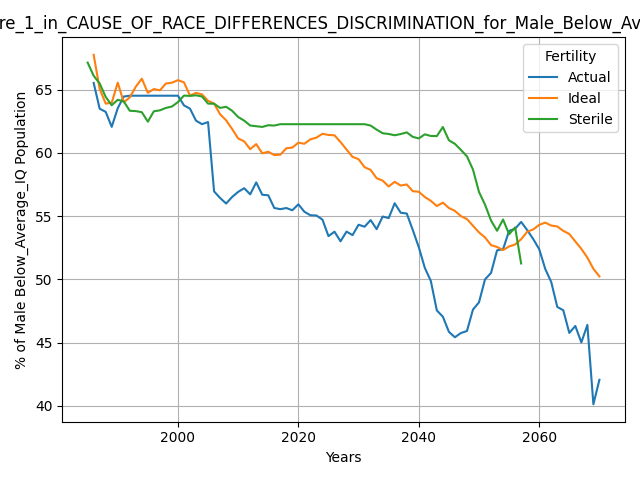 re_1_in_CAUSE_OF_RACE_DIFFERENCES_DISCRIMINATION_for_Male_Below_Av
Fertility
Actual
Ideal
Sterile
% of Male Below_Average_IQ Population
65
60
55
50
45
40
2000
2020
2040
2060
Years